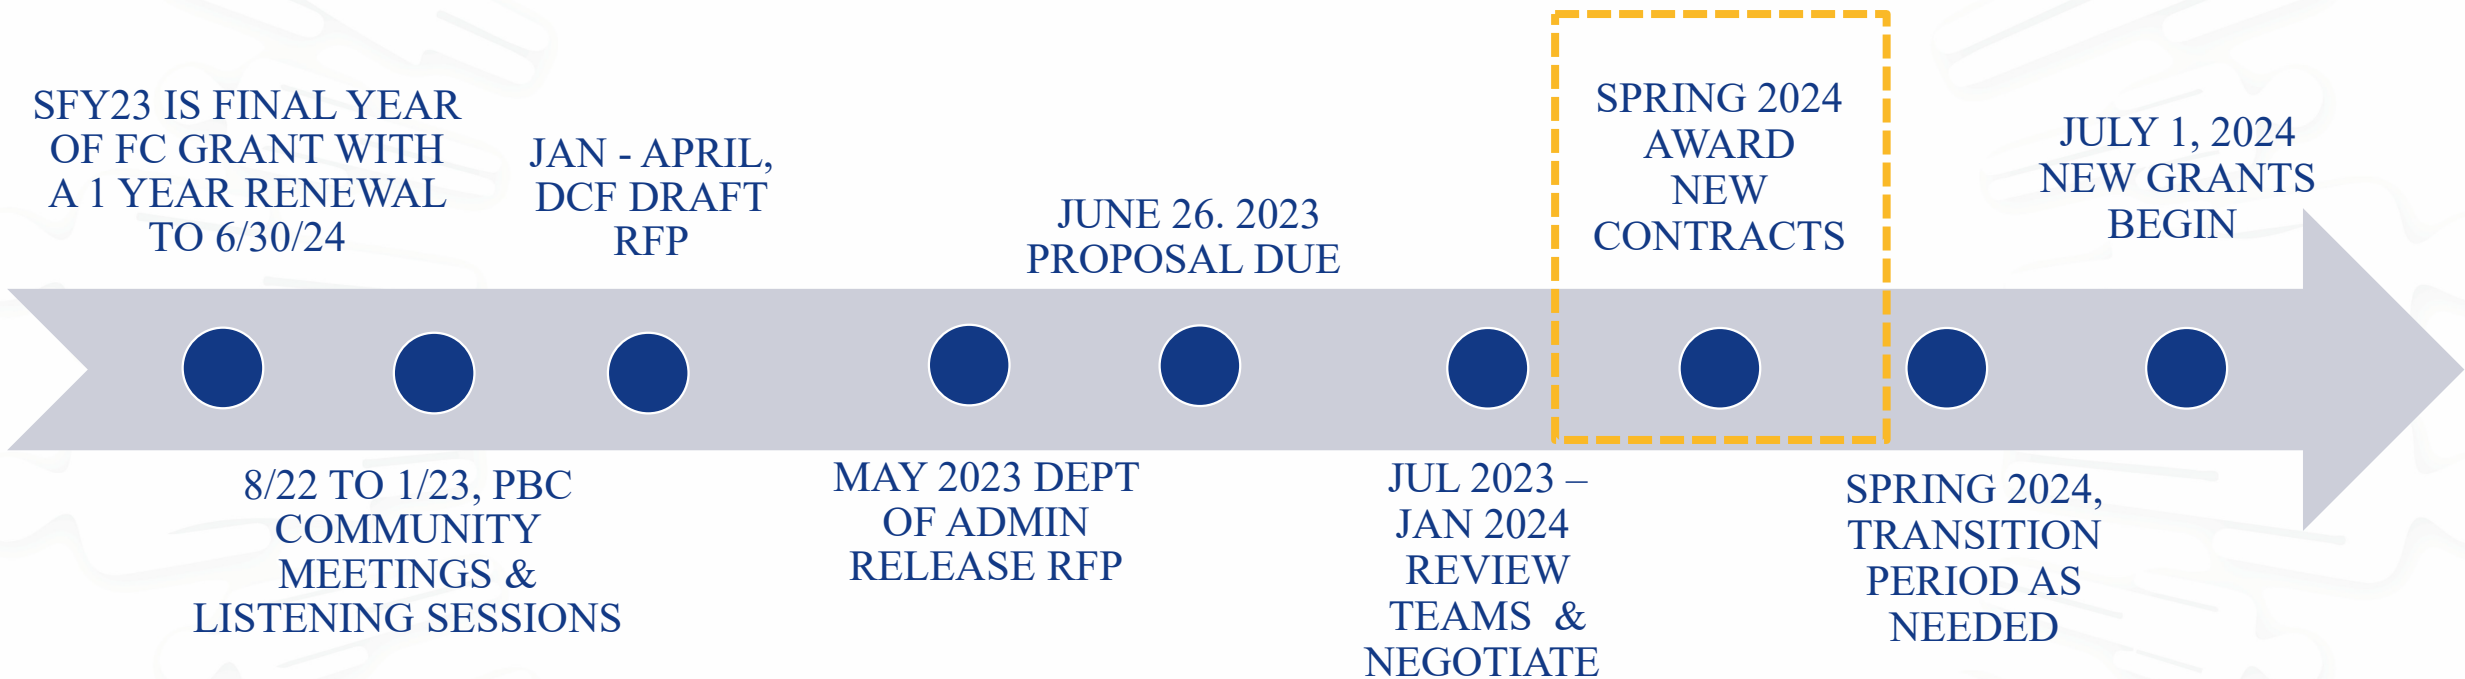 SFY23 IS FINAL YEAR
OF FC GRANT WITH
A 1 YEAR RENEWAL
TO 6/30/24
8/22 TO 1/23, PBC
COMMUNITY
MEETINGS &
LISTENING SESSIONS
JAN - APRIL,
DCF DRAFT
RFP
MAY 2023 DEPT
OF ADMIN
RELEASE RFP
JUNE 26. 2023
PROPOSAL DUE
JUL 2023 –
JAN 2024
REVIEW
TEAMS &
NEGOTIATE
SPRING 2024
AWARD
NEW
CONTRACTS
SPRING 2024,
TRANSITION
PERIOD AS
NEEDED
JULY 1, 2024
NEW GRANTS
BEGIN